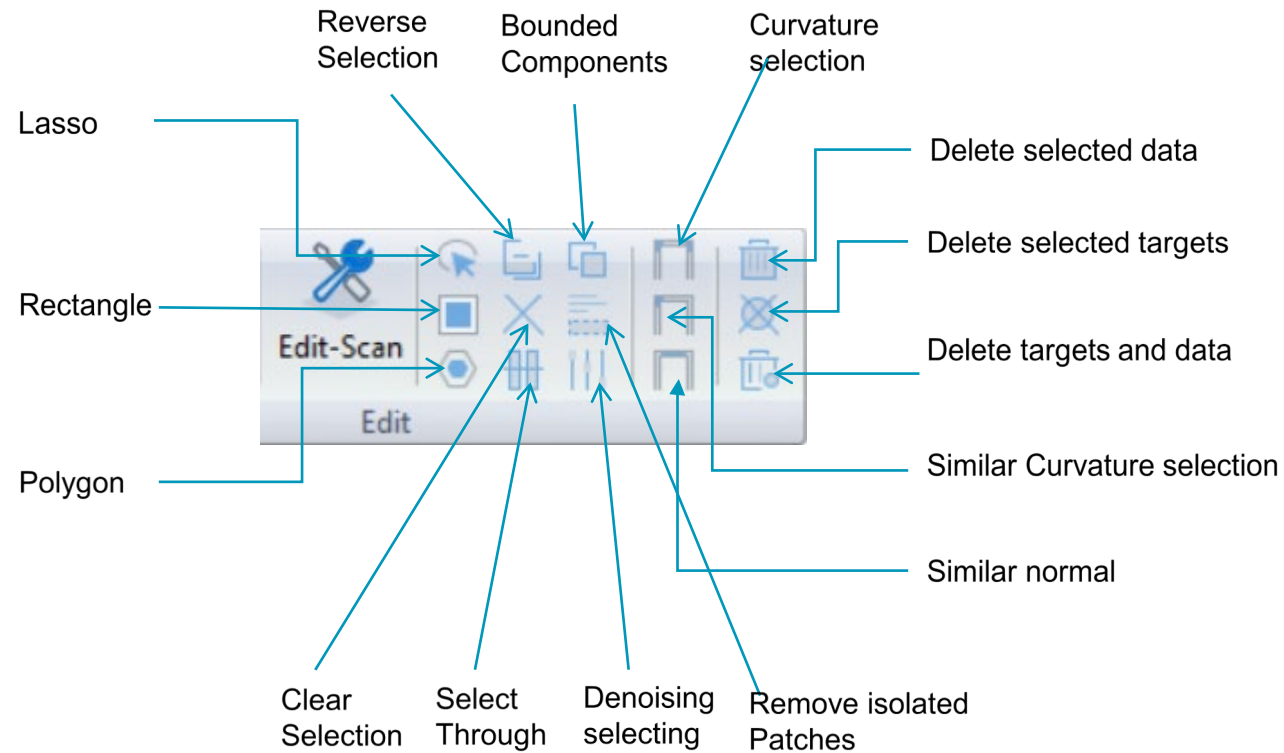 Reverse
Selection
Bounded
Components
Curvature
selection
Lasso
Delete selected data
Delete selected targets
Rectangle
Edit-Scan
Delete targets and data
Edit
Polygon
Similar Curvature selection
Similar normal
Clear
Selection
Select
Through
Denoising
selecting
Remove isolated
Patches